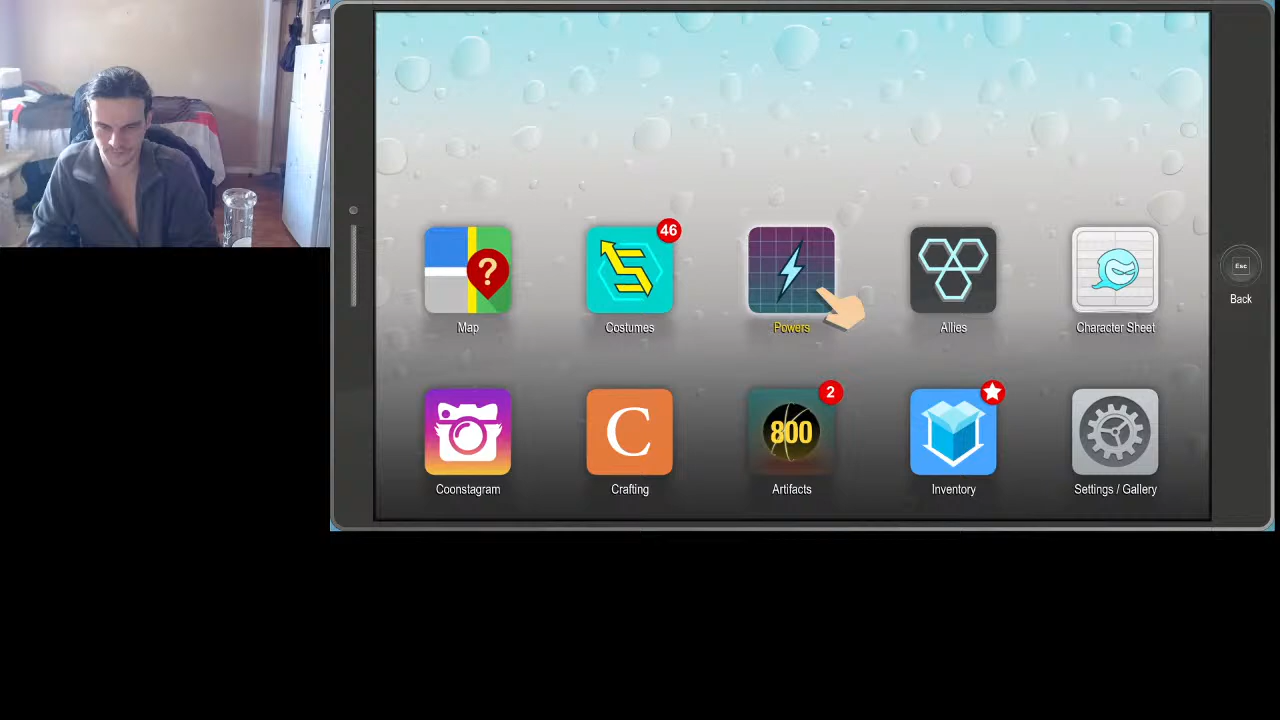 46
?
Map
Costumes
Powers
Allies
Character Sheet
Esc
Back
2
C
800
Coonstagram
Crafting
Artifacts
Inventory
Settings / Gallery